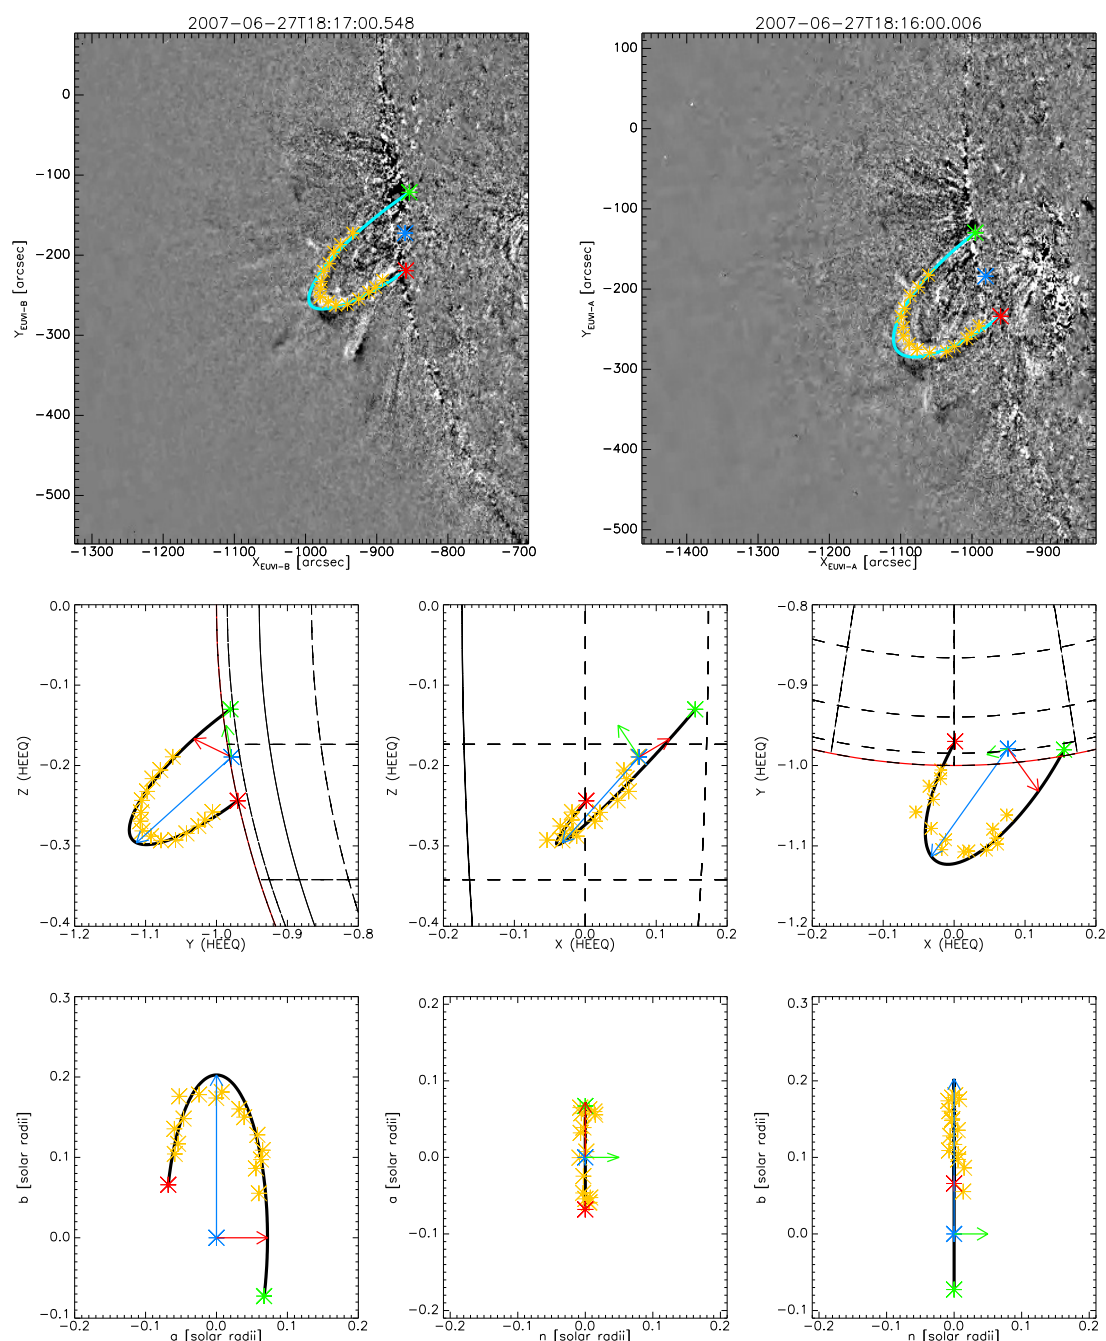 2007-06-27T18:17:00.548
2007-06-27T18:16:00.006
0
-100
-200
-300
-400
-500
Y_EUVI-B [arcsec]
-1300 -1200 -1100 -1000 -900 -800 -700
X_EUVI-B [arcsec]
100
0
-100
-200
-300
-400
-500
Y_EUVI-A [arcsec]
-1400 -1300 -1200 -1100 -1000 -900
X_EUVI-A [arcsec]
0.0
-0.1
-0.2
-0.3
-0.4
Z (HEEQ)
-1.2 -1.1 -1.0 -0.9 -0.8
Y (HEEQ)
0.0
-0.1
-0.2
-0.3
-0.4
Z (HEEQ)
-0.2 -0.1 0.0 0.1 0.2
X (HEEQ)
-0.8
-0.9
-1.0
-1.1
-1.2
Y (HEEQ)
-0.2 -0.1 0.0 0.1 0.2
X (HEEQ)
0.3
0.2
0.1
0.0
-0.1
b [solar radii]
-0.2 -0.1 0.0 0.1 0.2
a [solar radii]
0.2
0.1
0.0
-0.1
-0.2
a [solar radii]
-0.2 -0.1 0.0 0.1 0.2
n [solar radii]
0.3
0.2
0.1
0.0
-0.1
b [solar radii]
-0.2 -0.1 0.0 0.1 0.2
n [solar radii]